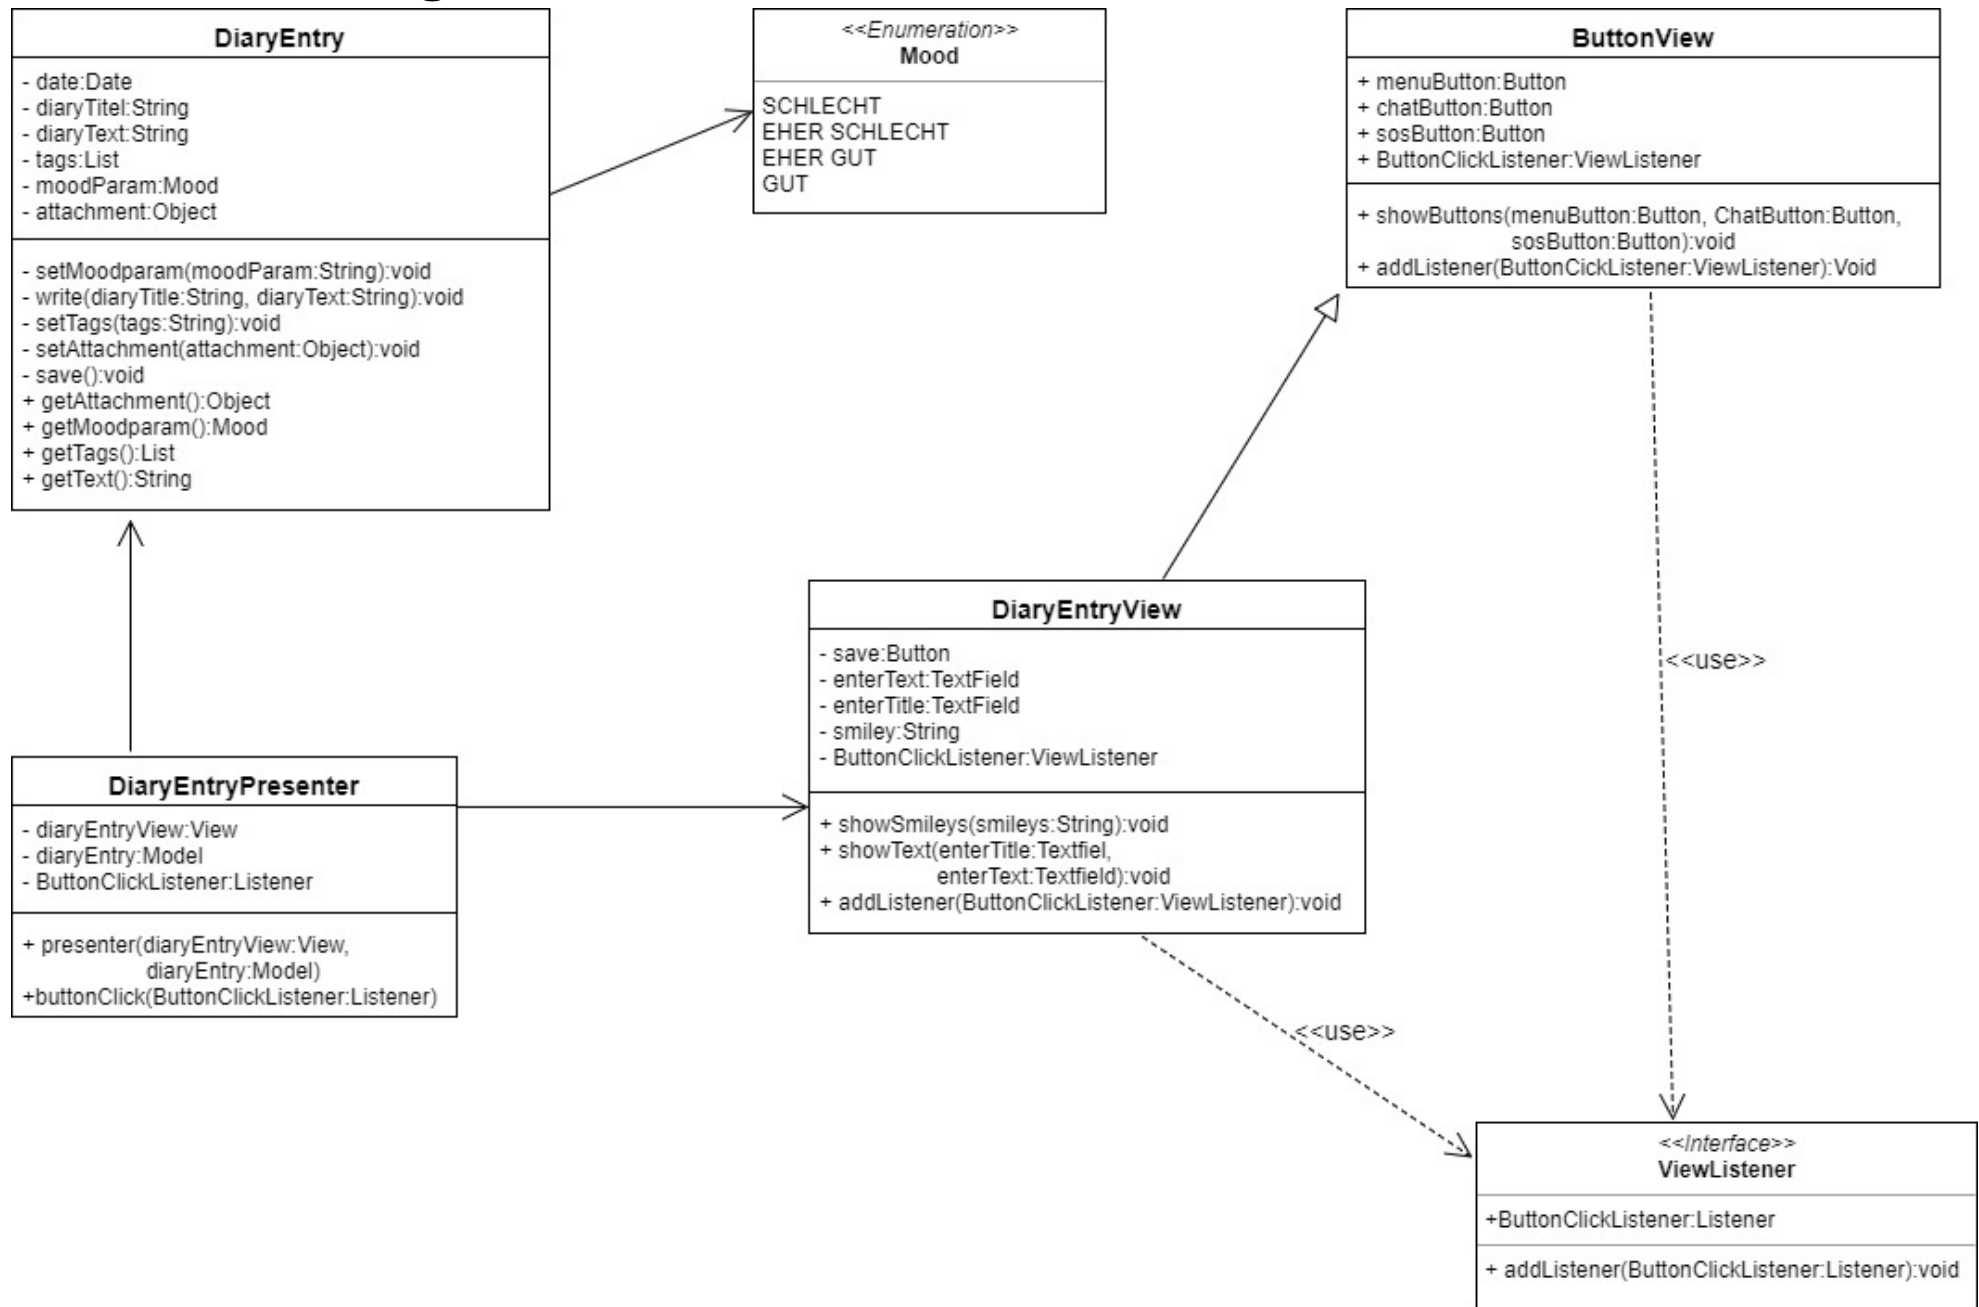 DiaryEntry
- date:Date
- diaryTitel:String
- diaryText:String
- tags:List
- moodParam:Mood
- attachment:Object
- setMoodparam(moodParam:String):void
- write(diaryTitle:String, diaryText:String):void
- setTags(tags:String):void
- setAttachment(attachment:Object):void
- save():void
+ getAttachment():Object
+ getMoodparam():Mood
+ getTags():List
+ getText():String
<<Enumeration>>
Mood
SCHLECHT
EHER SCHLECHT
EHER GUT
GUT
ButtonView
+ menuButton:Button
+ chatButton:Button
+ sosButton:Button
+ ButtonClickListener:ViewListener
+ showButtons(menuButton:Button, ChatButton:Button,
sosButton:Button):void
+ addListener(ButtonCickListener:ViewListener):Void
<<use>>
DiaryEntryView
- save:Button
- enterText:TextField
- enterTitle:TextField
- smiley:String
- ButtonClickListener:ViewListener
+ showSmileys(smileys:String):void
+ showText(enterTitle:Textfiel,
enterText:Textfield):void
+ addListener(ButtonClickListener:ViewListener):void
DiaryEntryPresenter
- diaryEntryView:View
- diaryEntry:Model
- ButtonClickListener:Listener
+ presenter(diaryEntryView:View,
diaryEntry:Model)
+buttonClick(ButtonClickListener:Listener)
<<use>>
<<Interface>>
ViewListener
+ButtonClickListener:Listener
+ addListener(ButtonClickListener:Listener):void